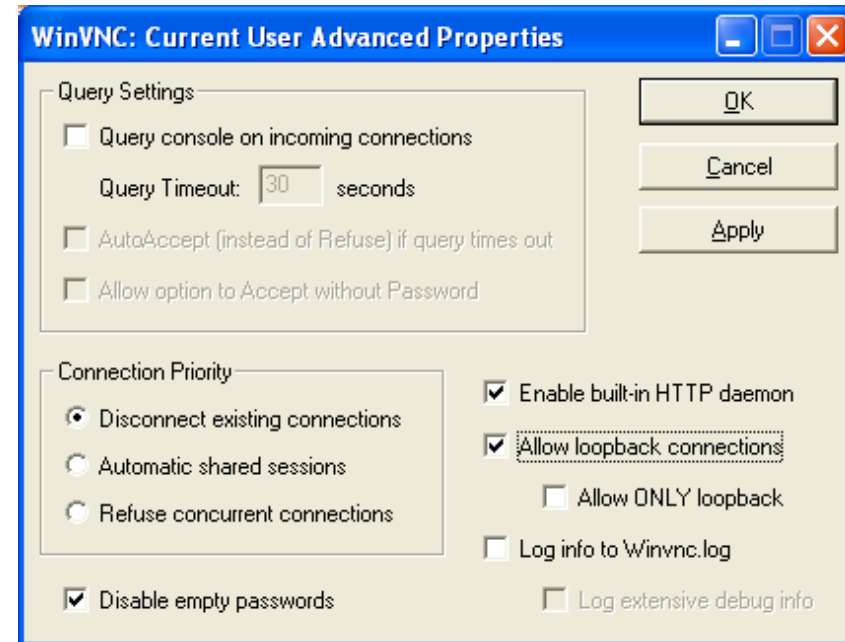 WinVNC: Current User Advanced Properties
Query Settings
Query console on incoming connections
Query Timeout: 30 seconds
AutoAccept (instead of Refuse) if query times out
Allow option to Accept without Password
OK
Cancel
Apply
Connection Priority
Disconnect existing connections
Automatic shared sessions
Refuse concurrent connections
Disable empty passwords
Enable built-in HTTP daemon
Allow loopback connections
Allow ONLY loopback
Log info to Winvnc.log
Log extensive debug info